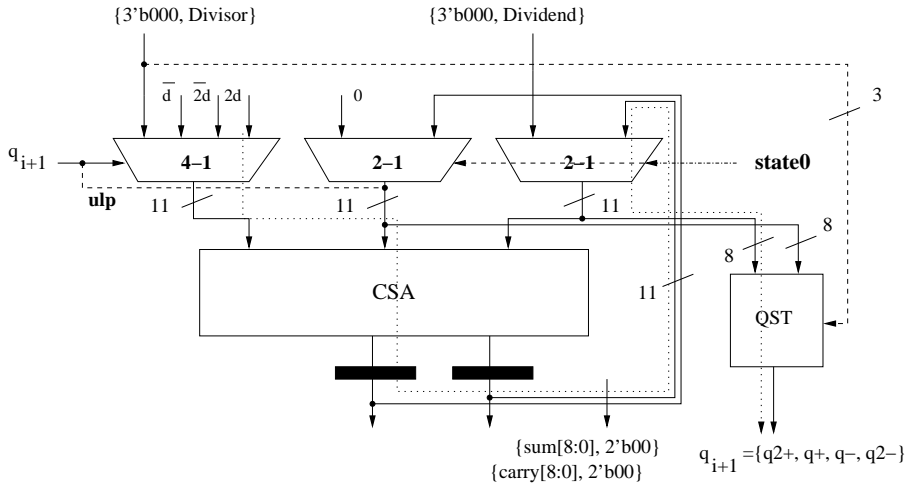 {3'b000, Divisor}
{3'b000, Dividend}
d 2d 2d
0
3
q i+1
4–1
2–1
2–1
state0
ulp
11
11
11
8
8
CSA
11
QST
{sum[8:0], 2'b00}
{carry[8:0], 2'b00}
q i+1 ={q2+, q+, q-, q2-}